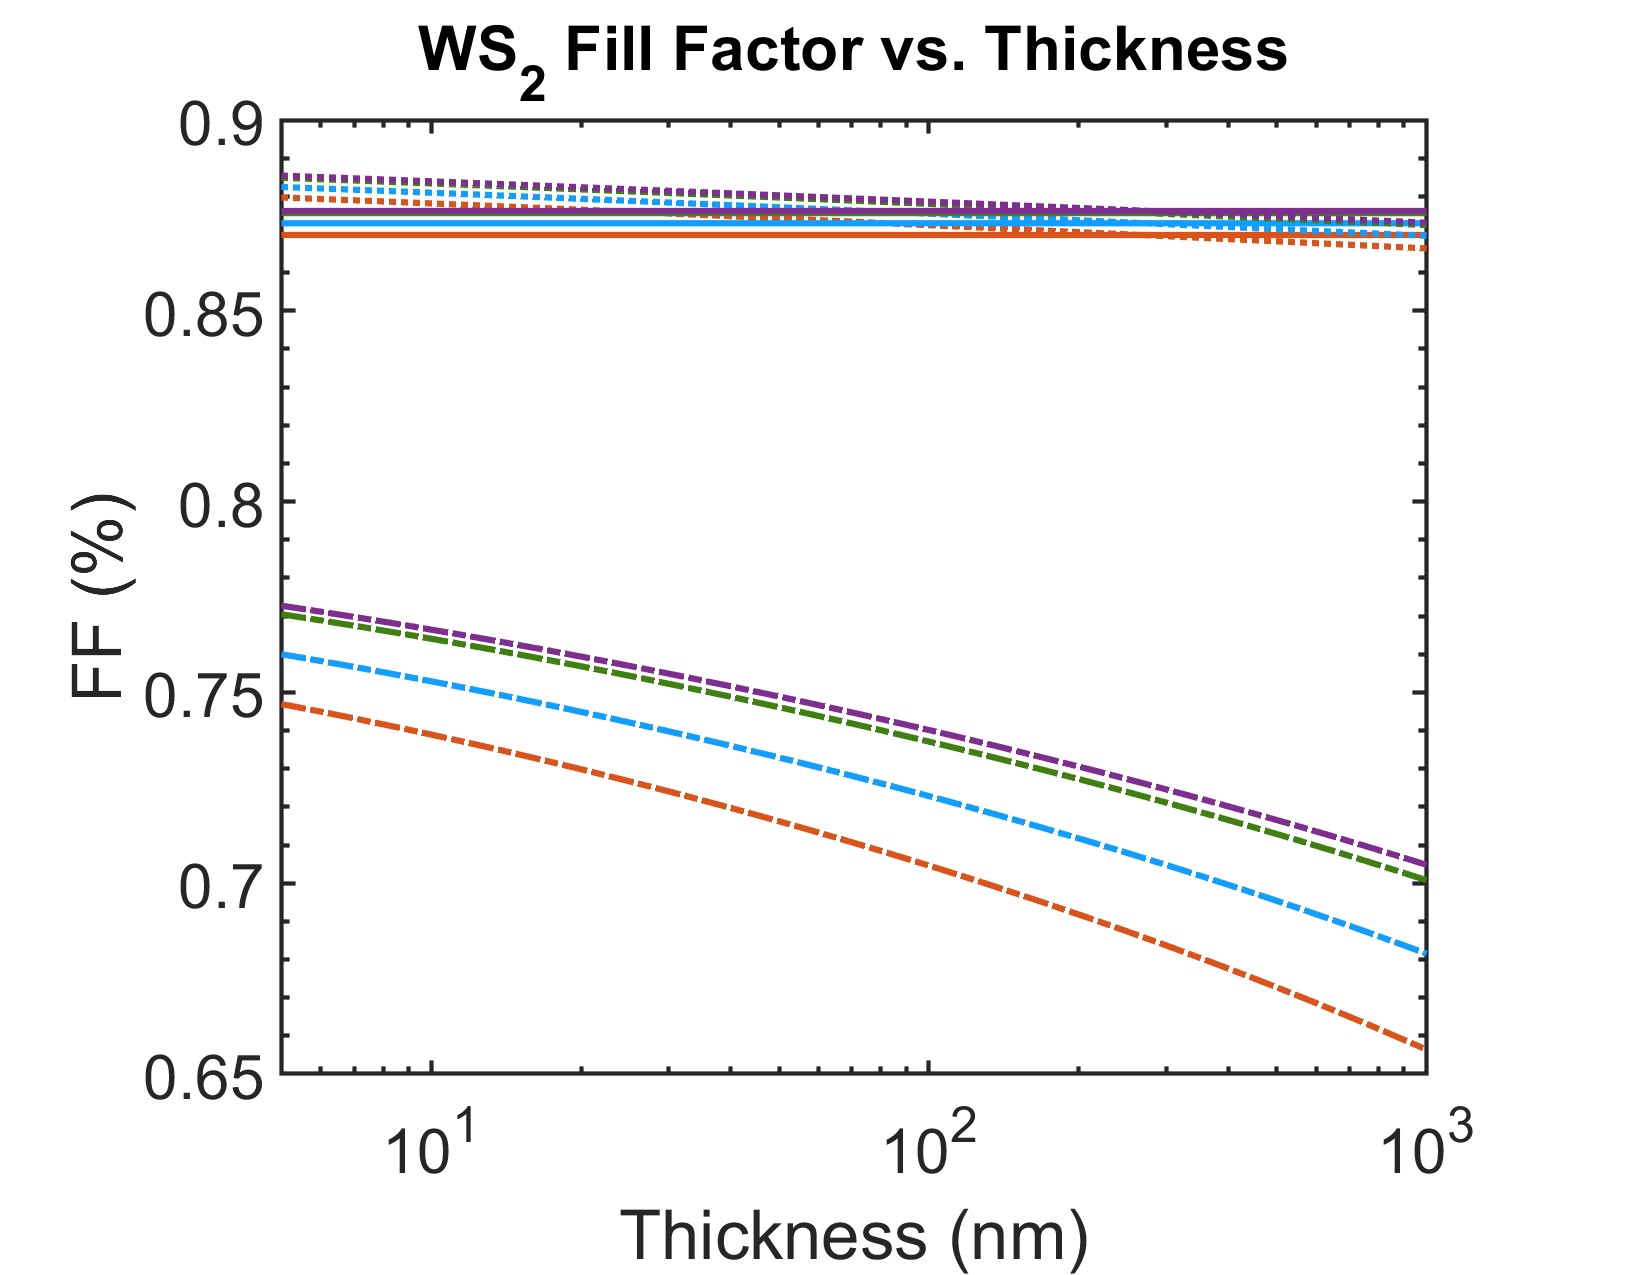 WS2 Fill Factor vs. Thickness
0.9
0.85
0.8
0.75
0.7
0.65
FF (%)
10^1 10^2 10^3
Thickness (nm)